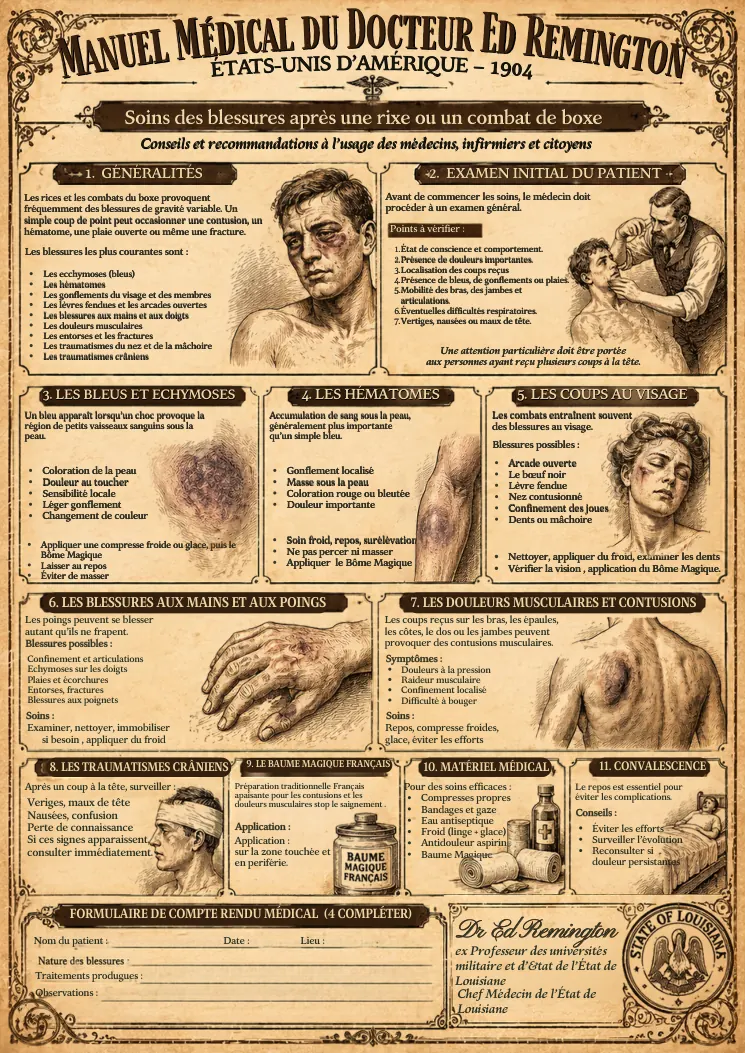 MANUEL MÉDICAL DU DOCTEUR ED REMINGTON
ÉTATS-UNIS D'AMÉRIQUE – 1904
Soins des blessures après une rixe ou un combat de boxe
Conseils et recommandations à l'usage des médecins, infirmiers et citoyens
1. GÉNÉRALITÉS
Les rices et les combats du boxe provoquent
fréquemment des blessures de gravité variable. Un
simple coup de point peut occasionner une contusion, un
hématome, une plaie ouverte ou même une fracture.
Les blessures les plus courantes sont :
• Les ecchymoses (bleus)
• Les hématomes
• Les gonflements du visage et des membres
• Les lèvres fendues et les arcades ouvertes
• Les blessures aux mains et aux doigts
• Les douleurs musculaires
• Les entorses et les fractures
• Les traumatismes du nez et de la mâchoire
• Les traumatismes crâniens
2. EXAMEN INITIAL DU PATIENT
Avant de commencer les soins, le médecin doit
procéder à un examen général.
Points à vérifier :
1.État de conscience et comportement.
2.Présence de douleurs importantes.
3.Localisation des coups reçus
4.Présence de bleus, de gonflements ou plaies.
5.Mobilité des bras, des jambes et
articulations.
6.Éventuelles difficultés respiratoires.
7.Vertiges, nausées ou maux de tête.
Une attention particulière doit être portée
aux personnes ayant reçu plusieurs coups à la tête.
3. LES BLEUS ET ECHYMOSES
Un bleu apparaît lorsqu'un choc provoque la
région de petits vaisseaux sanguins sous la
peau.
• Coloration de la peau
• Douleur au toucher
• Sensibilité locale
• Léger gonflement
• Changement de couleur
• Appliquer une compresse froide ou glace, puis le
Bôme Magique
• Laisser au repos
• Éviter de masser
4. LES HÉMATOMES
Accumulation de sang sous la peau,
généralement plus importante
qu'un simple bleu.
• Gonflement localisé
• Masse sous la peau
• Coloration rouge ou bleutée
• Douleur importante
• Soin froid, repos, surèlèvation
• Ne pas percer ni masser
• Appliquer le Bôme Magique
5. LES COUPS AU VISAGE
Les combats entraînent souvent
des blessures au visage.
Blessures possibles :
• Arcade ouverte
• Le bœuf noir
• Lèvre fendue
• Nez contusionné
• Confinement des joues
• Dents ou mâchoire
• Nettoyer, appliquer du froid, examiner les dents
• Vérifier la vision , application du Bôme Magique.
6. LES BLESSURES AUX MAINS ET AUX POINGS
Les poings peuvent se blesser
autant qu'ils ne frapent.
Blessures possibles :
Confinement et articulations
Echymoses sur les doigts
Plaies et écorchures
Entorses, fractures
Blessures aux poignets
Soins :
Examiner, nettoyer, immobiliser
si besoin , appliquer du froid
7. LES DOULEURS MUSCULAIRES ET CONTUSIONS
Les coups reçus sur les bras, les épaules,
les côtes, le dos ou les jambes peuvent
provoquer des contusions musculaires.
Symptômes :
• Douleurs à la pression
• Raideur musculaire
• Confinement localisé
• Difficulté à bouger
Soins :
Repos, compresse froides,
glace, éviter les efforts
8. LES TRAUMATISMES CRÂNIENS
Après un coup à la tête, surveiller :
Veriges, maux de tête
Nausées, confusion
Perte de connaissance
Si ces signes apparaissent,
consulter immédiatement.
9. LE BAUME MAGIQUE FRANÇAIS
Préparation traditionnelle Français
apaisante pour les contusions et les
douleurs musculaires stop le saignement .
Application :
Application :
sur la zone touchée et
en perifèrie.
BAUME
MAGIQUE
FRANÇAIS
10. MATÉRIEL MÉDICAL
Pour des soins efficaces :
• Compresses propres
• Bandages et gaze
• Eau antiseptique
• Froid (linge + glace)
• Antidouleur aspirin
Baume Magique
11. CONVALESCENCE
Le repos est essentiel pour
éviter les complications.
Conseils :
• Éviter les efforts
• Surveiller l'évolution
• Reconsulter si
douleur persistantes
FORMULAIRE DE COMPTE RENDU MÉDICAL (4 COMPLÉTER)
Nom du patient : Date : Lieu :
Nature des blessures
Traitements produgues :
Observations :
Dr Ed Remington
ex Professeur des universités
militaire et d'État de l'État de
Louisiane
Chef Médecin de l'État de
Louisiane
STATE OF LOUISIANA